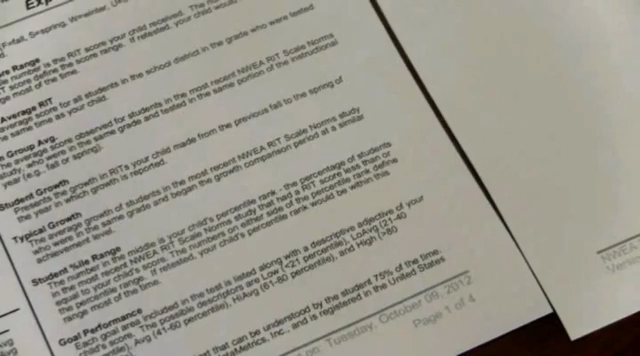 Exp
F=fall, S=spring, W=winter,
number is the RIT score your child received. The
RIT score define the score range. If retested, your child would
most of the time.
Average RIT
average score for all students in the school district in the grade who were tested
same time as your child.
Group Avg.
The average score observed for students in the most recent NWEA RIT Scale Norms
study who were in the same grade and tested in the same portion of the instructional
year (e.g., fall or spring).
Student Growth
Presents the growth in RITs your child made from the previous fall to the spring of
the year in which growth is reported.
Typical Growth
The average growth of students in the most recent NWEA RIT Scale Norms study
who were in the same grade and began the growth comparison period at a similar
achievement level.
Student %ile Range
The number in the middle is your child's percentile rank - the percentage of students
in the most recent NWEA RIT Scale Norms study that had a RIT score less than or
equal to your child's score. The numbers on either side of the percentile rank define
the percentile range. If retested, your child's percentile rank would be within this
range most of the time.
Goal Performance
Each goal area included in the test is listed along with a descriptive adjective of your
child's score. The possible descriptors are Low (<21 percentile), LoAvg (21-40
percentile), Avg (41-60 percentile), HiAvg (61-80 percentile), and High (>80
that can be understood by the student 75% of the time.
Inc., and is registered in the United States
on: Tuesday, October 09, 2012
Page 1 of 4
NWEA